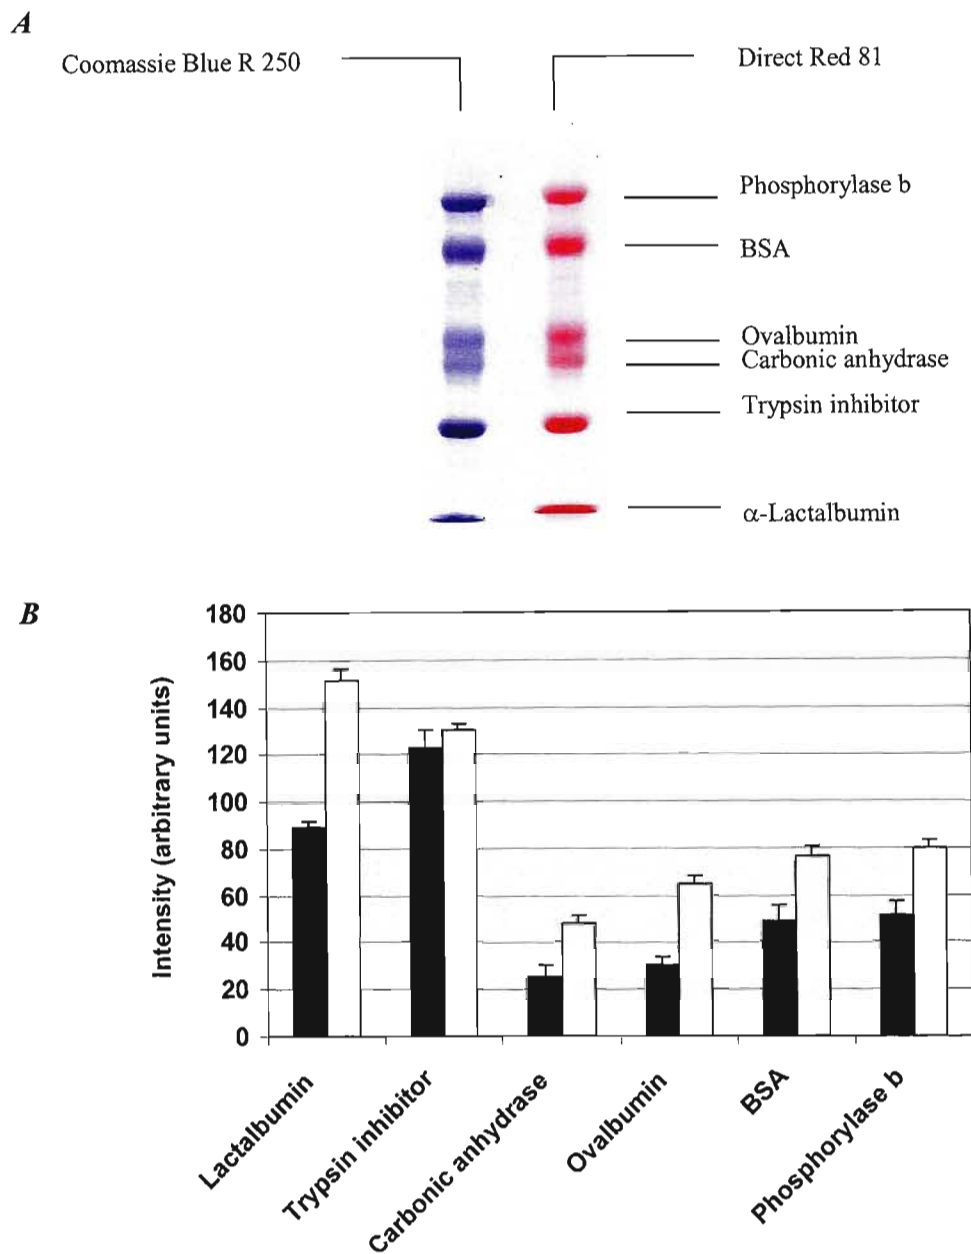 A
Coomassie Blue R 250
Direct Red 81
Phosphorylase b
BSA
Ovalbumin
Carbonic anhydrase
Trypsin inhibitor
α-Lactalbumin
B
Intensity (arbitrary units)
180
160
140
120
100
80
60
40
20
0
Lactalbumin
Trypsin inhibitor
Carbonic anhydrase
Ovalbumin
BSA
Phosphorylase b